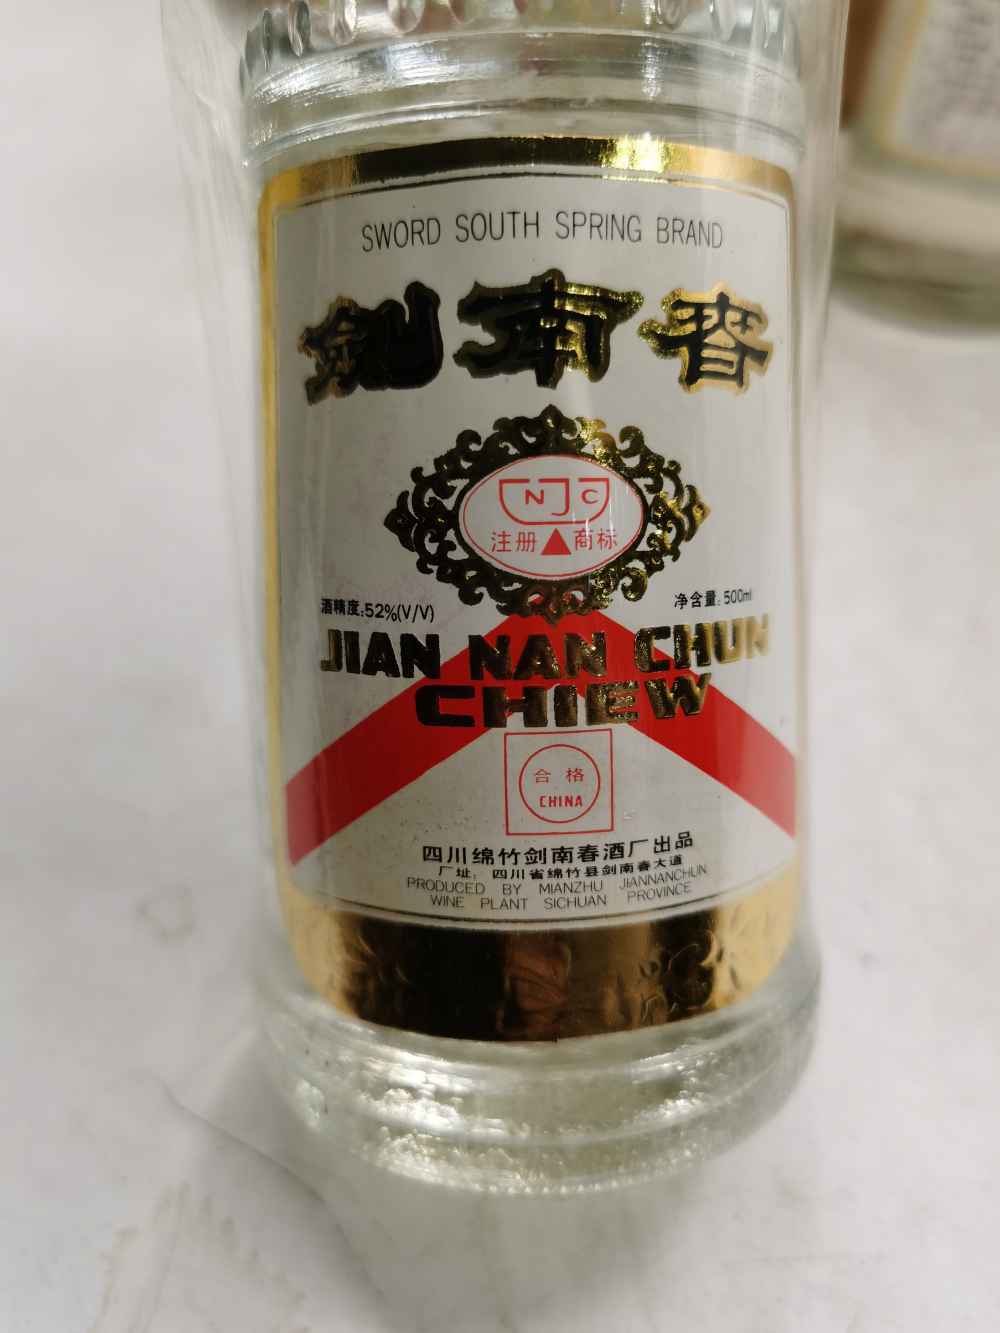 SWORD SOUTH SPRING BRAND
剑南春
NJC
注册 商标
酒精度:52%(V/V)
净含量:500ml
JIAN NAN CHUN
CHIEW
合格
CHINA
四川绵竹剑南春酒厂出品
厂址:四川省绵竹县剑南春大道
PRODUCED BY MIANZHU JIANNANCHUN
WINE PLANT SICHUAN PROVINCE